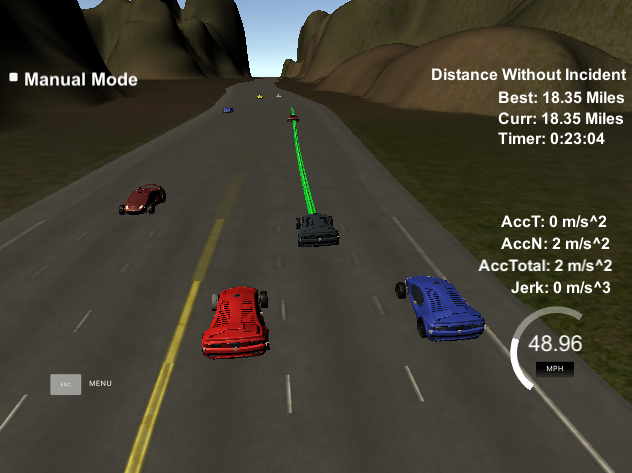 Manual Mode
Distance Without Incident
Best: 18.35 Miles
Curr: 18.35 Miles
Timer: 0:23:04
AccT: 0 m/s^2
AccN: 2 m/s^2
AccTotal: 2 m/s^2
Jerk: 0 m/s^3
48.96
MPH
ESC MENU